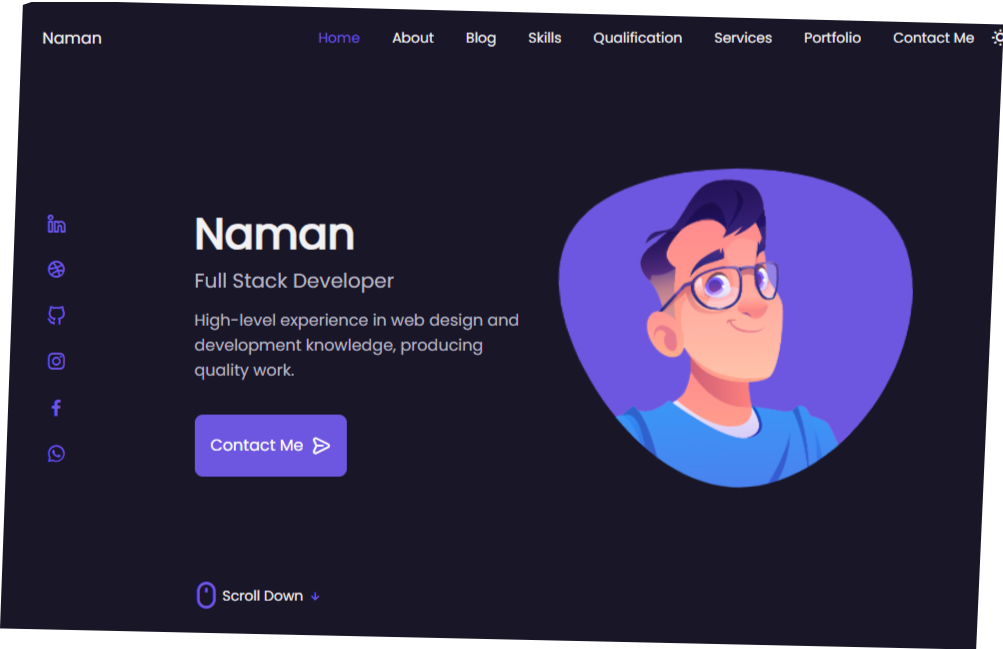 Naman
Home About Blog Skills Qualification Services Portfolio Contact Me
Naman
Full Stack Developer
High-level experience in web design and
development knowledge, producing
quality work.
Contact Me
Scroll Down